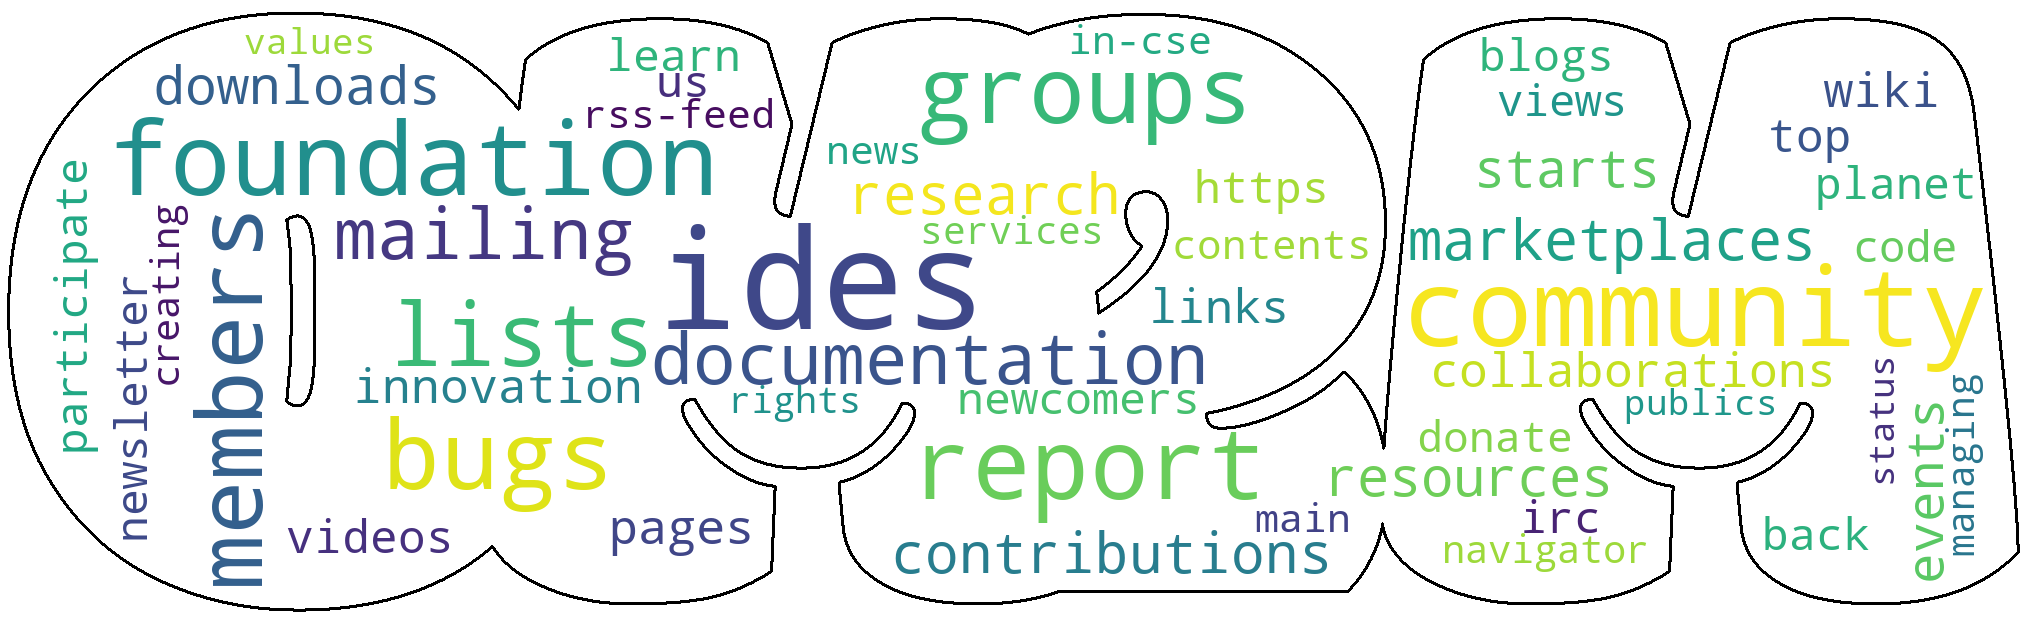 values
downloads
foundation
participate
creating
members
newsletter
mailing
lists
innovation
bugs
videos
pages
learn
us
rss-feed
in-cse
groups
news
research
https
services
contents
ides
links
documentation
rights
newcomers
report
main
contributions
blogs
views
wiki
top
starts
planet
marketplaces
code
community
collaborations
publics
status
managing
events
donate
resources
irc
navigator
back